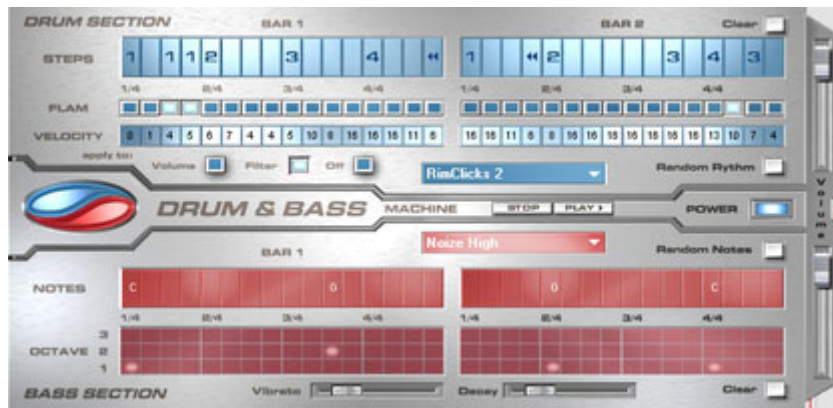 DRUM SECTION BAR 1 BAR 2 Clear
STEPS 1 1 1 2 3 4 1 2 3 4 3
1/4 2/4 3/4 4/4 1/4 2/4 3/4 4/4
FLAM
VELOCITY 0 1 4 5 6 7 4 4 5 10 8 16 16 16 11 6 16 16 11 6 8 16 16 16 16 16 16 16 13 10 7 4
apply to: Volume Filter Off RimClicks 2 Random Rythm
DRUM & BASS MACHINE STOP PLAY POWER
Volume
BAR 1 Noize High Random Notes
NOTES C G G C
1/4 2/4 3/4 4/4 1/4 2/4 3/4 4/4
3
OCTAVE 2
1
BASS SECTION Vibrato Decay Clear